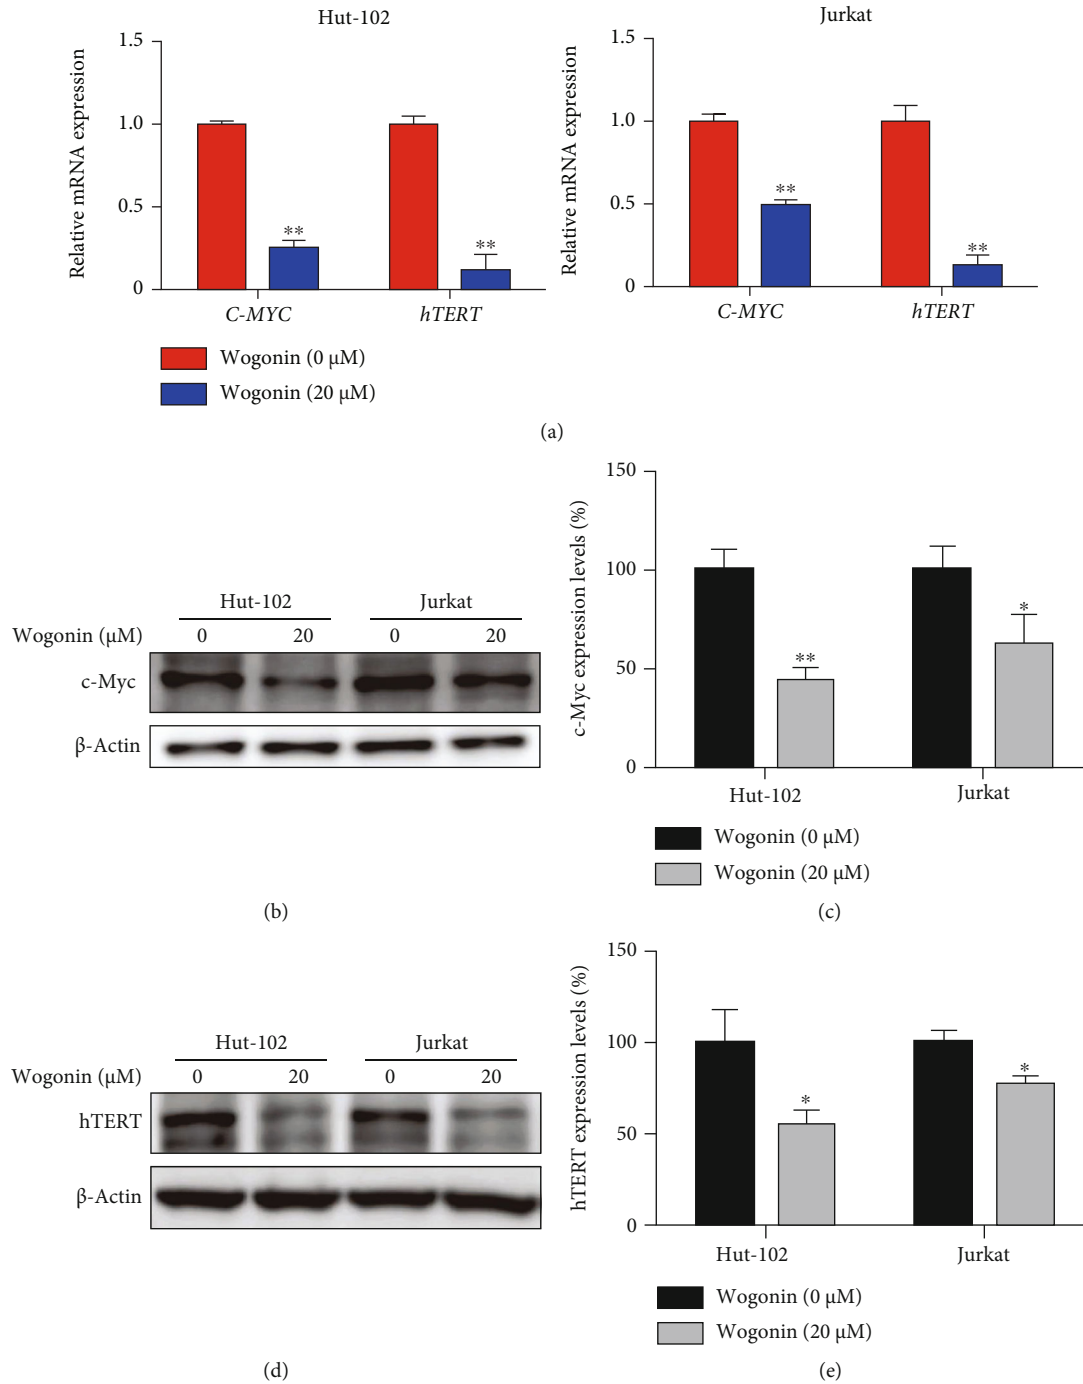 Hut-102
Relative mRNA expression
1.5
1.0
0.5
0
**
**
C-MYC
hTERT
Jurkat
Relative mRNA expression
1.5
1.0
0.5
0
**
**
C-MYC
hTERT
Wogonin (0 μM)
Wogonin (20 μM)
(a)
Hut-102
Jurkat
Wogonin (μM)
0
20
0
20
c-Myc
β-Actin
(b)
c-Myc expression levels (%)
150
100
50
0
**
*
Hut-102
Jurkat
Wogonin (0 μM)
Wogonin (20 μM)
(c)
Hut-102
Jurkat
Wogonin (μM)
0
20
0
20
hTERT
β-Actin
(d)
hTERT expression levels (%)
150
100
50
0
*
*
Hut-102
Jurkat
Wogonin (0 μM)
Wogonin (20 μM)
(e)